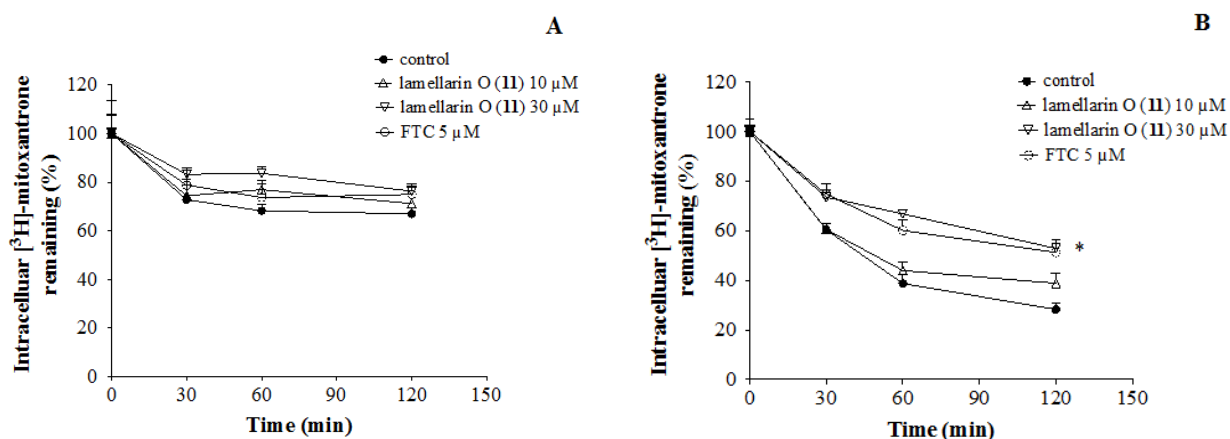 A
control
lamellarin O (11) 10 µM
lamellarin O (11) 30 µM
FTC 5 µM
Intracelluar [³H]-mitoxantrone
remaining (%)
120
100
80
60
40
20
0
0 30 60 90 120 150
Time (min)
B
control
lamellarin O (11) 10 µM
lamellarin O (11) 30 µM
FTC 5 µM
Intracelluar [³H]-mitoxantrone
remaining (%)
120
100
80
60
40
20
0
*
0 30 60 90 120 150
Time (min)